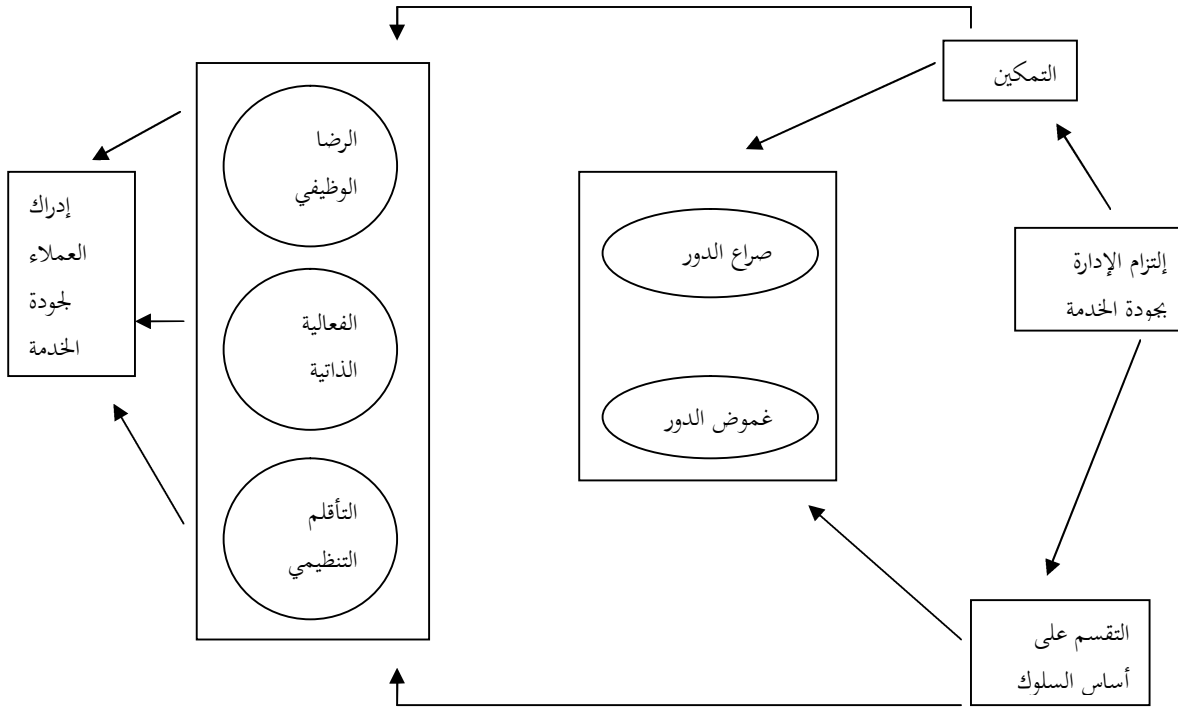 التمكين
إلتزام الإدارة
بجودة الخدمة
التقسم على
أساس السلوك
صراع الدور
غموض الدور
الرضا
الوظيفي
الفعالية
الذاتية
التأقلم
التنظيمي
إدراك
العملاء
لجودة
الخدمة